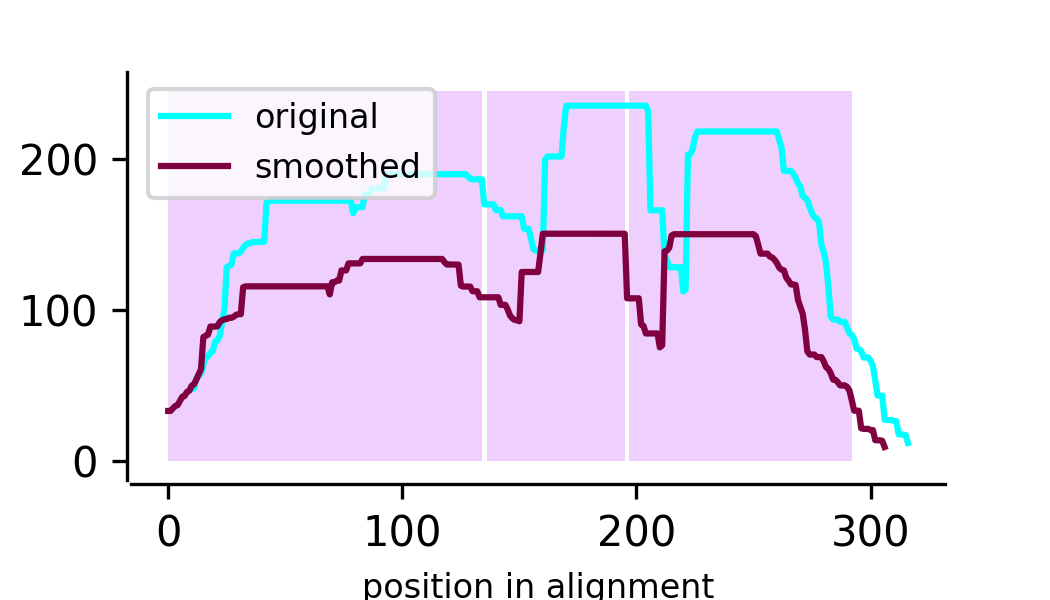 original
smoothed
200
100
0
0 100 200 300
position in alignment